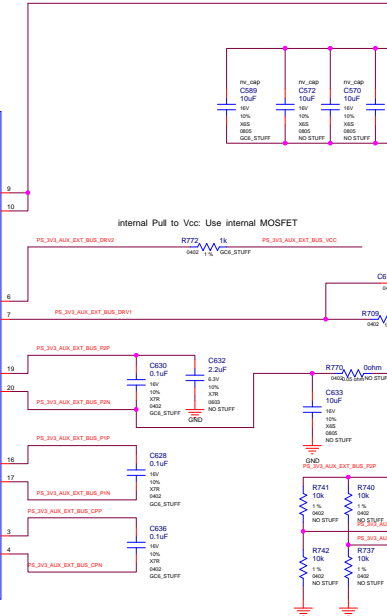 nv_cap nv_cap nv_cap
C589 C572 C570
10uF 10uF 10uF
16V 16V 16V
10% 10% 10%
X6S X6S X6S
0805 0805 0805
GC6_STUFF NO STUFF NO STUFF
9
10
internal Pull to Vcc: Use internal MOSFET
PS_3V3_AUX_EXT_BUS_DRV2 R772 1k PS_3V3_AUX_EXT_BUS_VCC
0402 1 % GC6_STUFF
6
7 PS_3V3_AUX_EXT_BUS_DRV1
R709
0402
PS_3V3_AUX_EXT_BUS_P2P
19
C630
0.1uF
16V
10%
X7R
0402
GC6_STUFF
C632
2.2uF
6.3V
10%
X7R
0603
NO STUFF
GND
R770 0ohm
0402 0.05 ohm NO STUFF
20 PS_3V3_AUX_EXT_BUS_P2N
C633
10uF
16V
10%
X6S
0805
NO STUFF
GND
PS_3V3_AUX_EXT_BUS_P1P
16
C628
0.1uF
16V
10%
X7R
0402
GC6_STUFF
17
PS_3V3_AUX_EXT_BUS_P1N
PS_3V3_AUX_EXT_BUS_P2P
R741 R740
10k 10k
1 % 1 %
0402 0402
NO STUFF NO STUFF
PS_3V3_AUX_EXT_BUS_CPP
3
C636
0.1uF
16V
10%
X7R
0402
GC6_STUFF
4
PS_3V3_AUX_EXT_BUS_CPN
R742 R737
10k 10k
1 % 1 %
0402 0402
NO STUFF NO STUFF